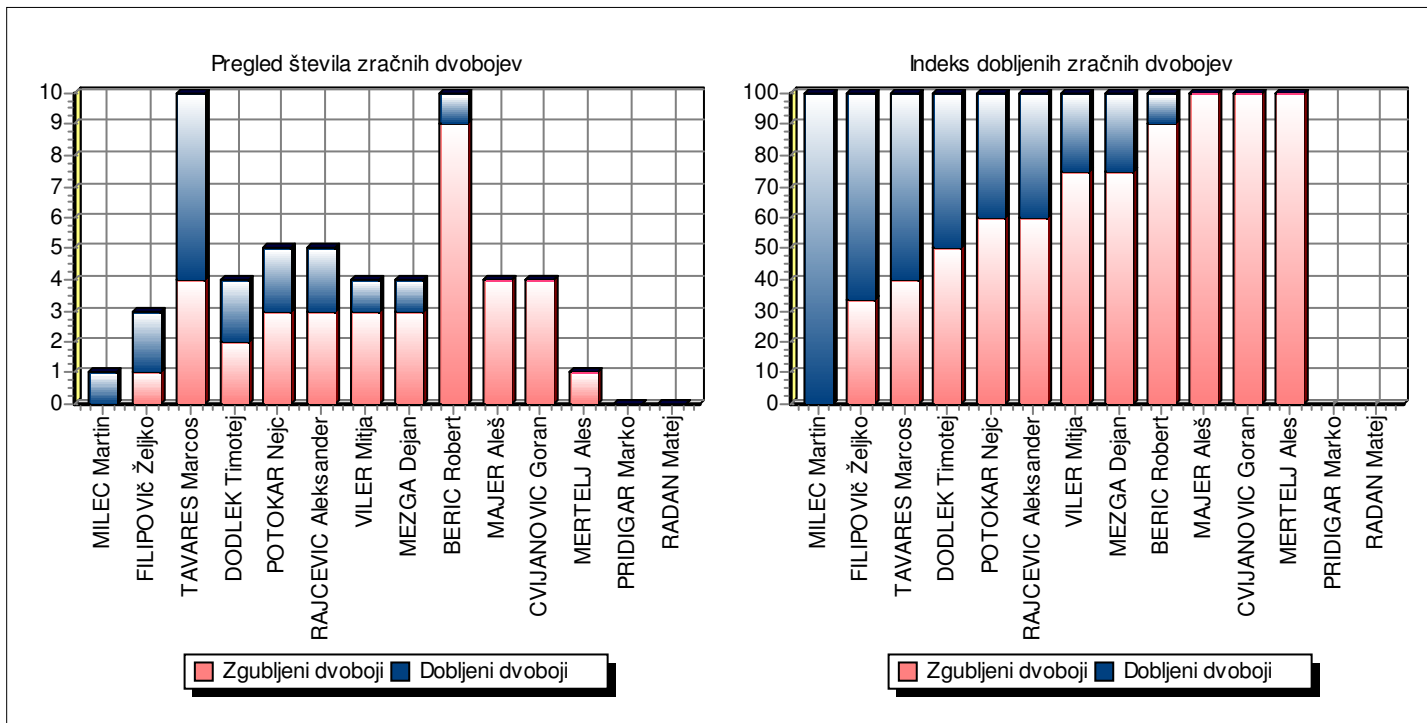 Pregled števila zračnih dvobojev
10
9
8
7
6
5
4
3
2
1
0
MILEC Martin
FILIPOVIČ Željko
TAVARES Marcos
DODLEK Timotej
POTOKAR Nejc
RAJCEVIC Aleksander
VILER Mitja
MEZGA Dejan
BERIC Robert
MAJER Aleš
CVIJANOVIC Goran
MERTELJ Ales
PRIDIGAR Marko
RADAN Matej
Zgubljeni dvoboji Dobljeni dvoboji
Indeks dobljenih zračnih dvobojev
100
90
80
70
60
50
40
30
20
10
0
MILEC Martin
FILIPOVIČ Željko
TAVARES Marcos
DODLEK Timotej
POTOKAR Nejc
RAJCEVIC Aleksander
VILER Mitja
MEZGA Dejan
BERIC Robert
MAJER Aleš
CVIJANOVIC Goran
MERTELJ Ales
PRIDIGAR Marko
RADAN Matej
Zgubljeni dvoboji Dobljeni dvoboji